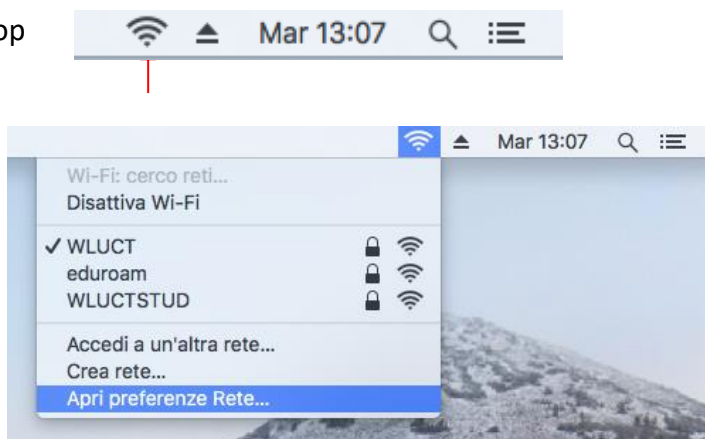 op
Mar 13:07
Mar 13:07
Wi-Fi: cerco reti...
Disattiva Wi-Fi
WLUCT
eduroam
WLUCTSTUD
Accedi a un'altra rete...
Crea rete...
Apri preferenze Rete...